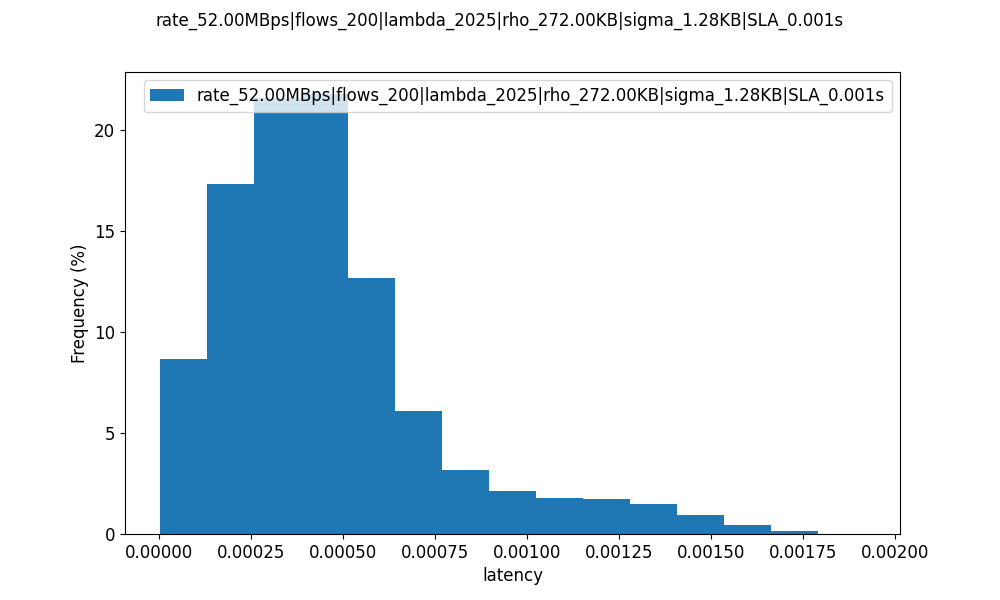 rate_52.00MBps|flows_200|lambda_2025|rho_272.00KB|sigma_1.28KB|SLA_0.001s
rate_52.00MBps|flows_200|lambda_2025|rho_272.00KB|sigma_1.28KB|SLA_0.001s
Frequency (%)
20
15
10
5
0
0.00000 0.00025 0.00050 0.00075 0.00100 0.00125 0.00150 0.00175 0.00200
latency